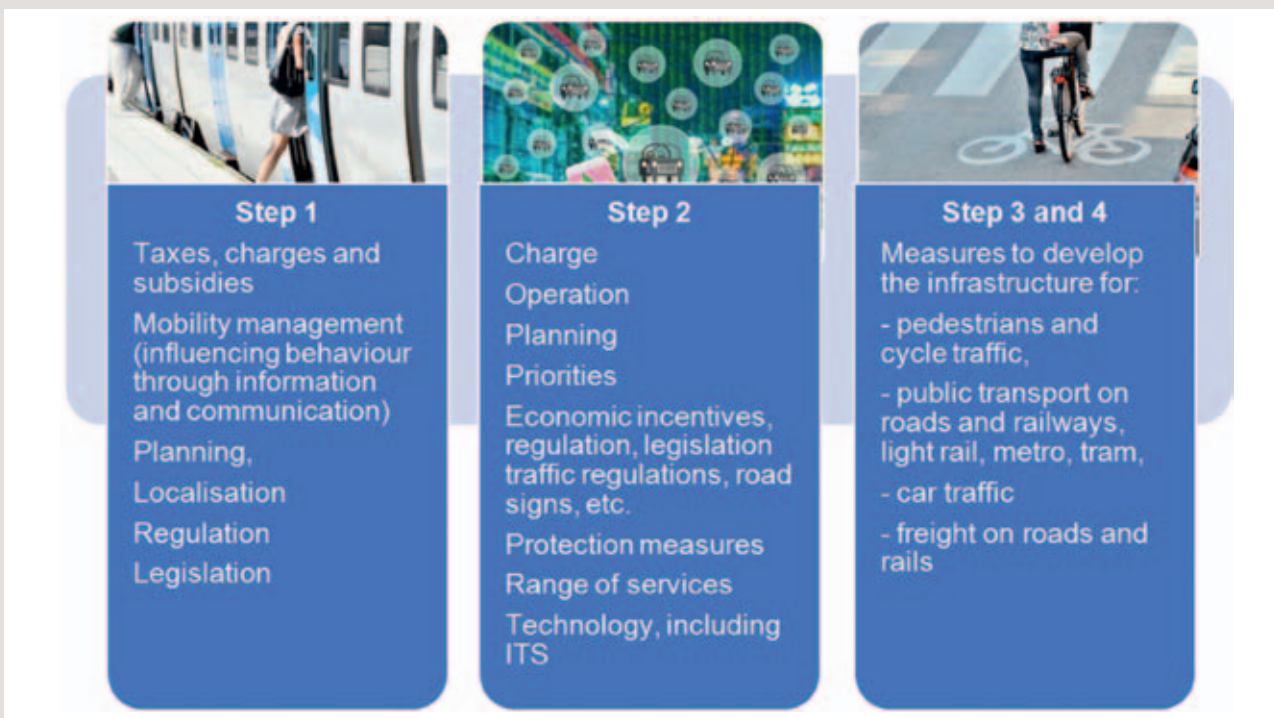 Step 1
Taxes, charges and
subsidies
Mobility management
(influencing behaviour
through information
and communication)
Planning,
Localisation
Regulation
Legislation
Step 2
Charge
Operation
Planning
Priorities
Economic incentives,
regulation, legislation
traffic regulations, road
signs, etc.
Protection measures
Range of services
Technology, including
ITS
Step 3 and 4
Measures to develop
the infrastructure for:
- pedestrians and
cycle traffic,
- public transport on
roads and railways,
light rail, metro, tram,
- car traffic
- freight on roads and
rails